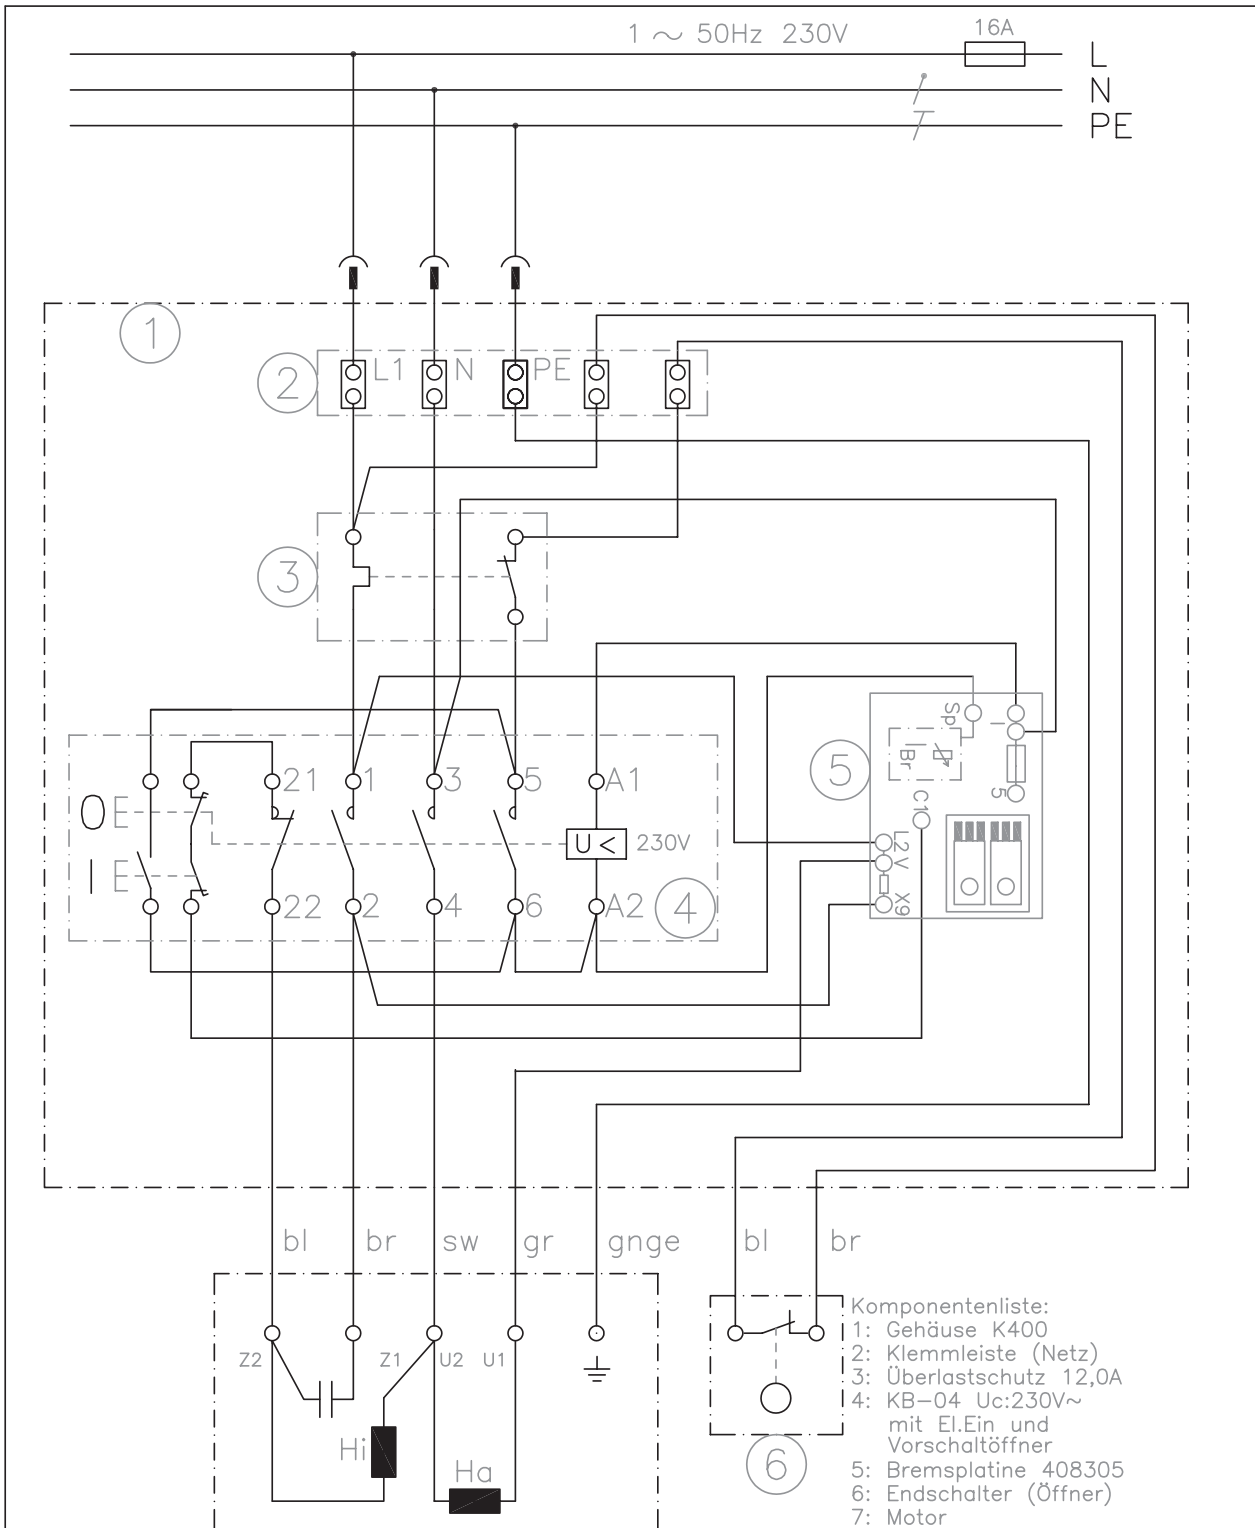 1 ~ 50Hz 230V
16A
L
N
PE
1
2
L1
N
PE
3
21
1
3
5
A1
O
I
U <
230V
22
2
4
6
A2
4
5
Sp
1
Br
5
C1
L2
V
X9
bl
br
sw
gr
gnge
bl
br
Z2
Z1
U2
U1
Hi
Ha
6
Komponentenliste:
1: Gehäuse K400
2: Klemmleiste (Netz)
3: Überlastschutz 12,0A
4: KB-04 Uc:230V~
mit El.Ein und
Vorschaltöffner
5: Bremsplatine 408305
6: Endschalter (Öffner)
7: Motor